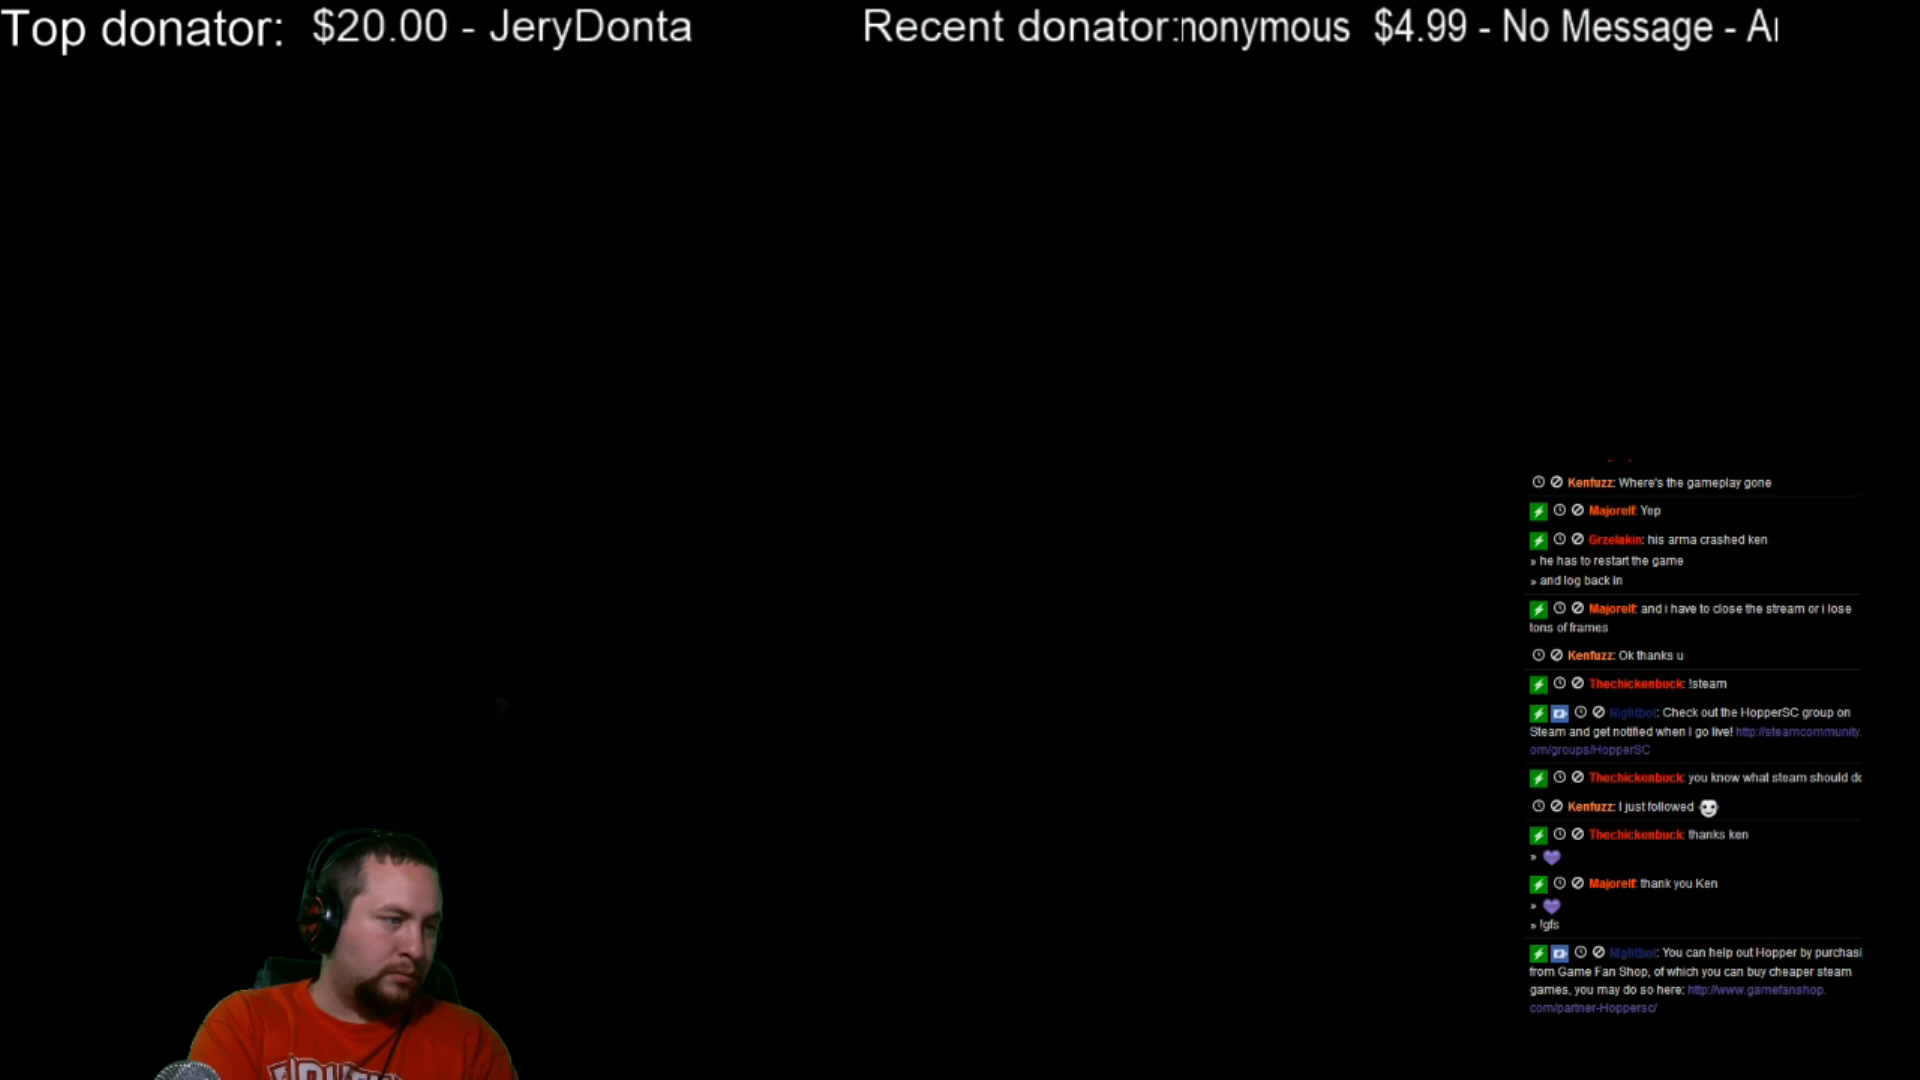 Top donator: $20.00 - JeryDonta
Recent donator:nonymous $4.99 - No Message - A
Kenfuzz: Where's the gameplay gone
Majorelf: Yep
Grzelakin: his arma crashed ken
» he has to restart the game
» and log back in
Majorelf: and i have to close the stream or i lose
tons of frames
Kenfuzz: Ok thanks u
Thechickenbuck: !steam
Nightbot: Check out the HopperSC group on
Steam and get notified when I go live! http://steamcommunity.
om/groups/HopperSC
Thechickenbuck: you know what steam should do
Kenfuzz: I just followed
Thechickenbuck: thanks ken
»
Majorelf: thank you Ken
»
» !gfs
Nightbot: You can help out Hopper by purchasi
from Game Fan Shop, of which you can buy cheaper steam
games, you may do so here: http://www.gamefanshop.
com/partner-Hoppersc/